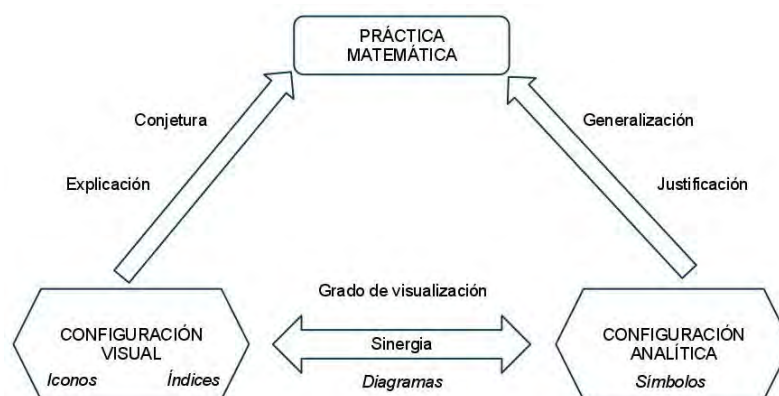 PRÁCTICA
MATEMÁTICA
Conjetura
Generalización
Explicación
Justificación
Grado de visualización
CONFIGURACIÓN
VISUAL
Iconos Índices
Sinergia
Diagramas
CONFIGURACIÓN
ANALÍTICA
Símbolos